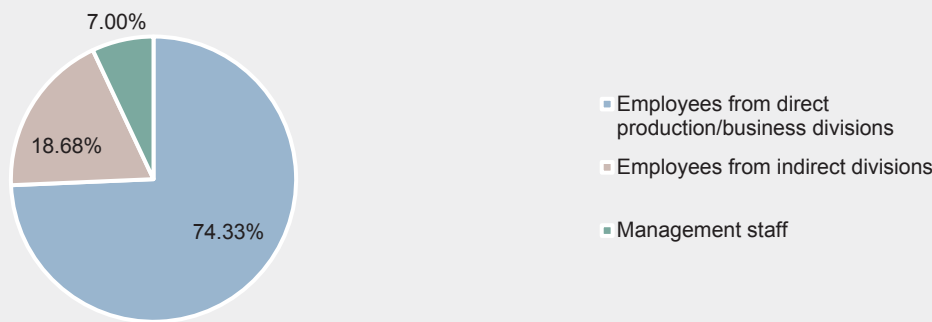 7.00%
18.68%
74.33%
Employees from direct
production/business divisions
Employees from indirect divisions
Management staff